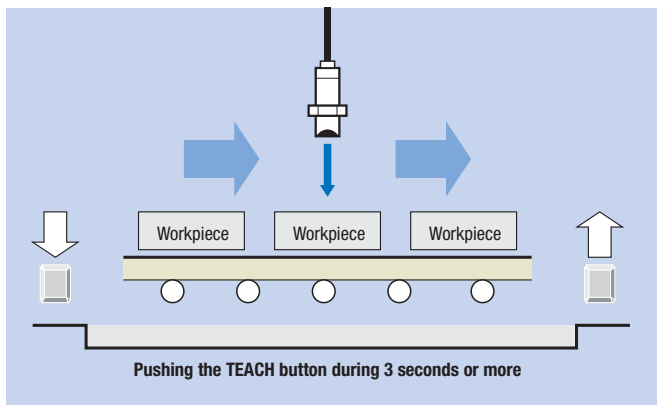 Workpiece Workpiece Workpiece
Pushing the TEACH button during 3 seconds or more